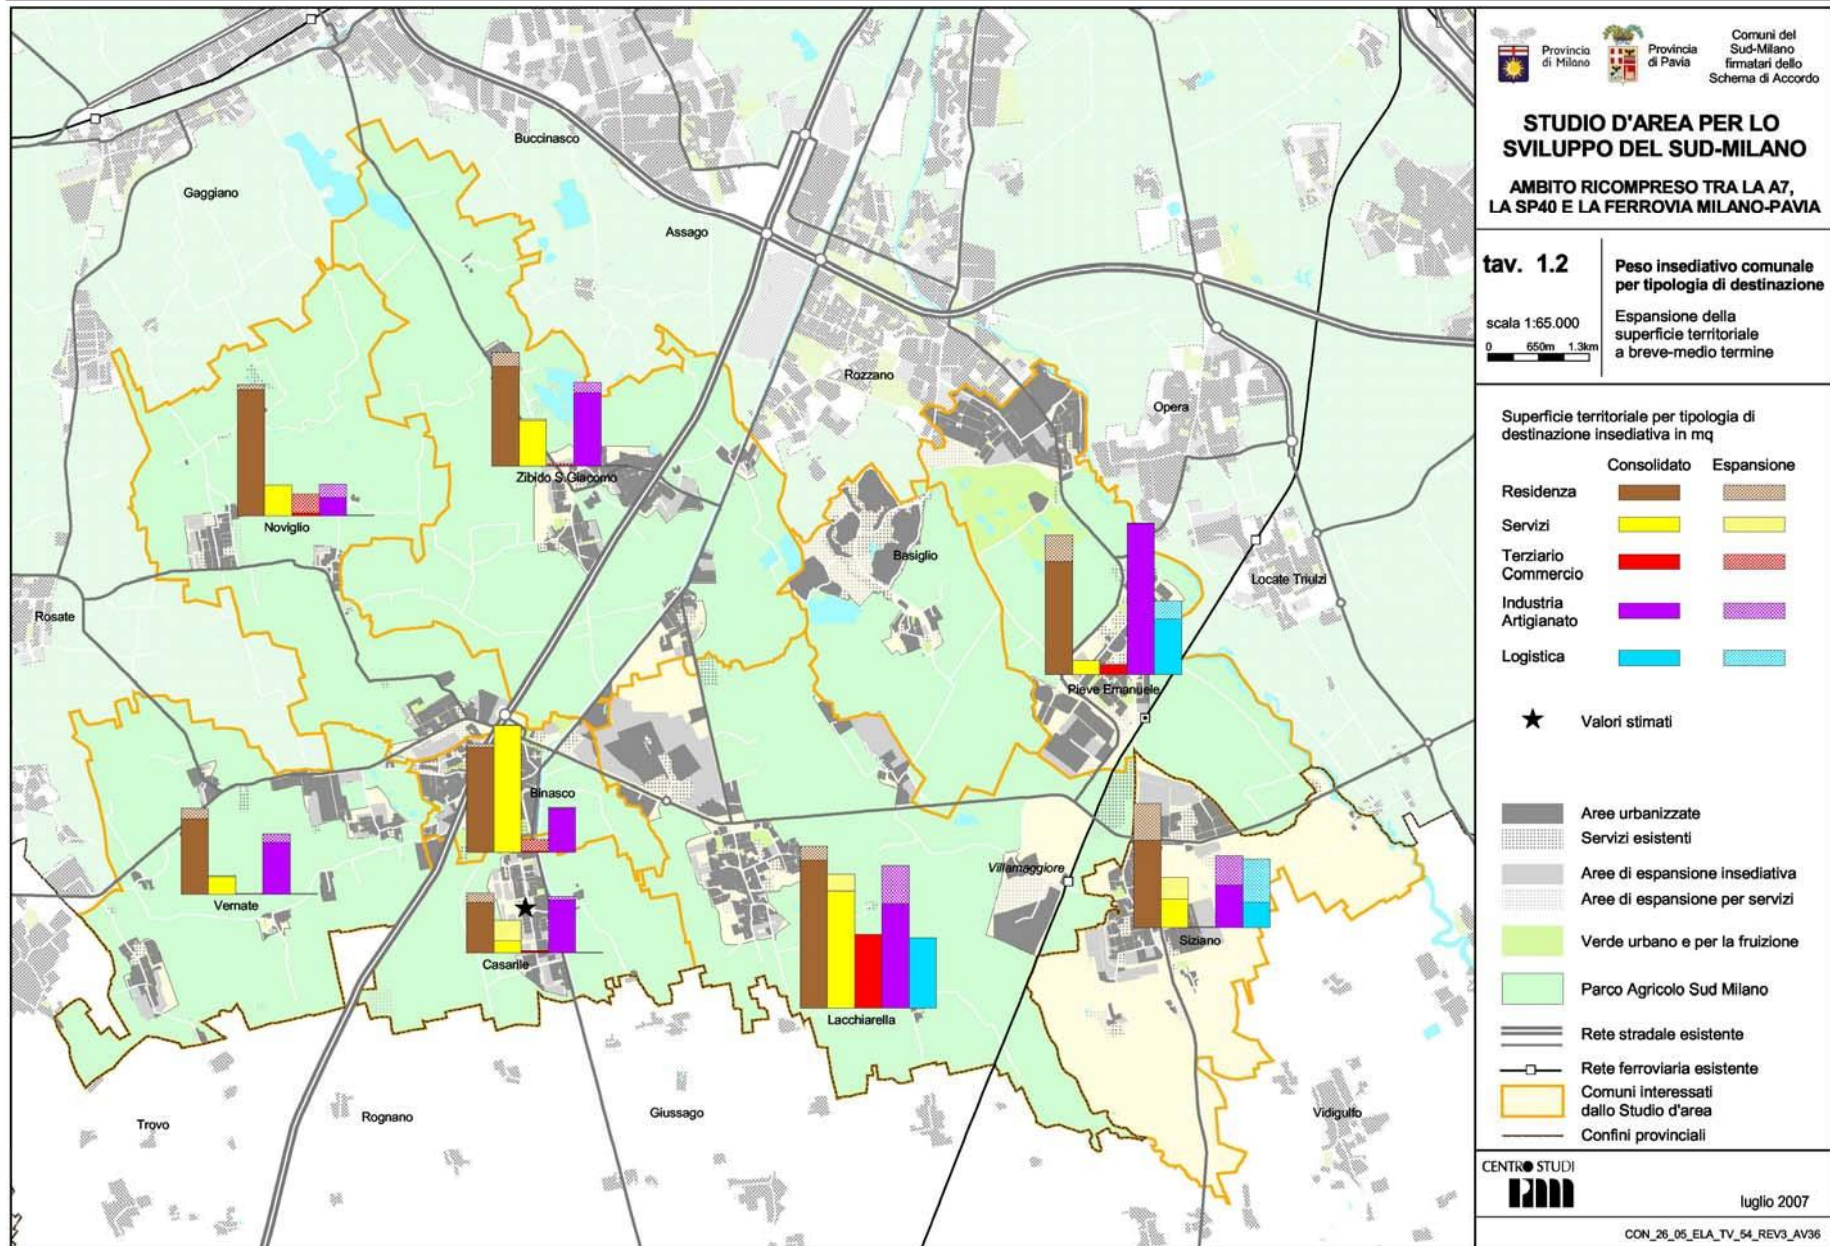 Buccinasco
Gaggiano
Assago
Rozzano
Opera
Zibido S.Giacomo
Noviglio
Basiglio
Locate Triulzi
Rosate
Pieve Emanuele
Binasco
Villamaggiore
Vernate
Casarile
Siziano
Lacchiarella
Trovo
Rognano
Giussago
Vidigulfo
Provincia
di Milano
Provincia
di Pavia
Comuni del
Sud-Milano
firmatari dello
Schema di Accordo
STUDIO D'AREA PER LO
SVILUPPO DEL SUD-MILANO
AMBITO RICOMPRESO TRA LA A7,
LA SP40 E LA FERROVIA MILANO-PAVIA
tav. 1.2
Peso insediativo comunale
per tipologia di destinazione
scala 1:65.000
0 650m 1.3km
Espansione della
superficie territoriale
a breve-medio termine
Superficie territoriale per tipologia di
destinazione insediativa in mq
Consolidato Espansione
Residenza
Servizi
Terziario
Commercio
Industria
Artigianato
Logistica
Valori stimati
Aree urbanizzate
Servizi esistenti
Aree di espansione insediativa
Aree di espansione per servizi
Verde urbano e per la fruizione
Parco Agricolo Sud Milano
Rete stradale esistente
Rete ferroviaria esistente
Comuni interessati
dallo Studio d'area
Confini provinciali
CENTRO STUDI
PIM
luglio 2007
CON_26_05_ELA_TV_54_REV3_AV36